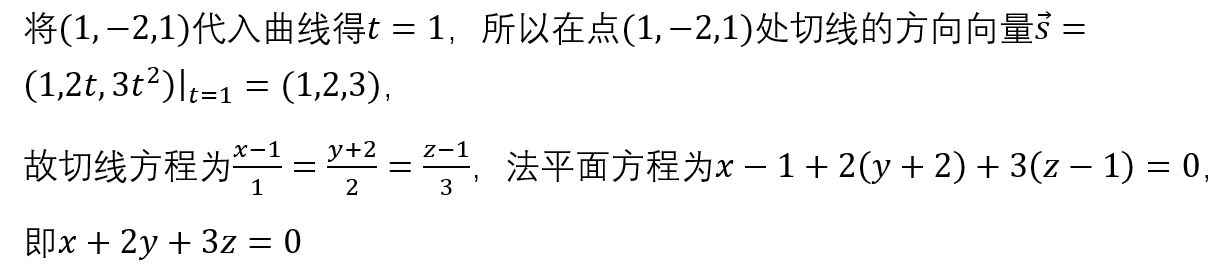 将(1,−2,1)代入曲线得t = 1，所以在点(1,−2,1)处切线的方向向量s⃗ =
(1,2t,3t²)|ₜ₌₁ = (1,2,3),
故切线方程为(x−1)/1 = (y+2)/2 = (z−1)/3，法平面方程为x − 1 + 2(y + 2) + 3(z − 1) = 0,
即x + 2y + 3z = 0